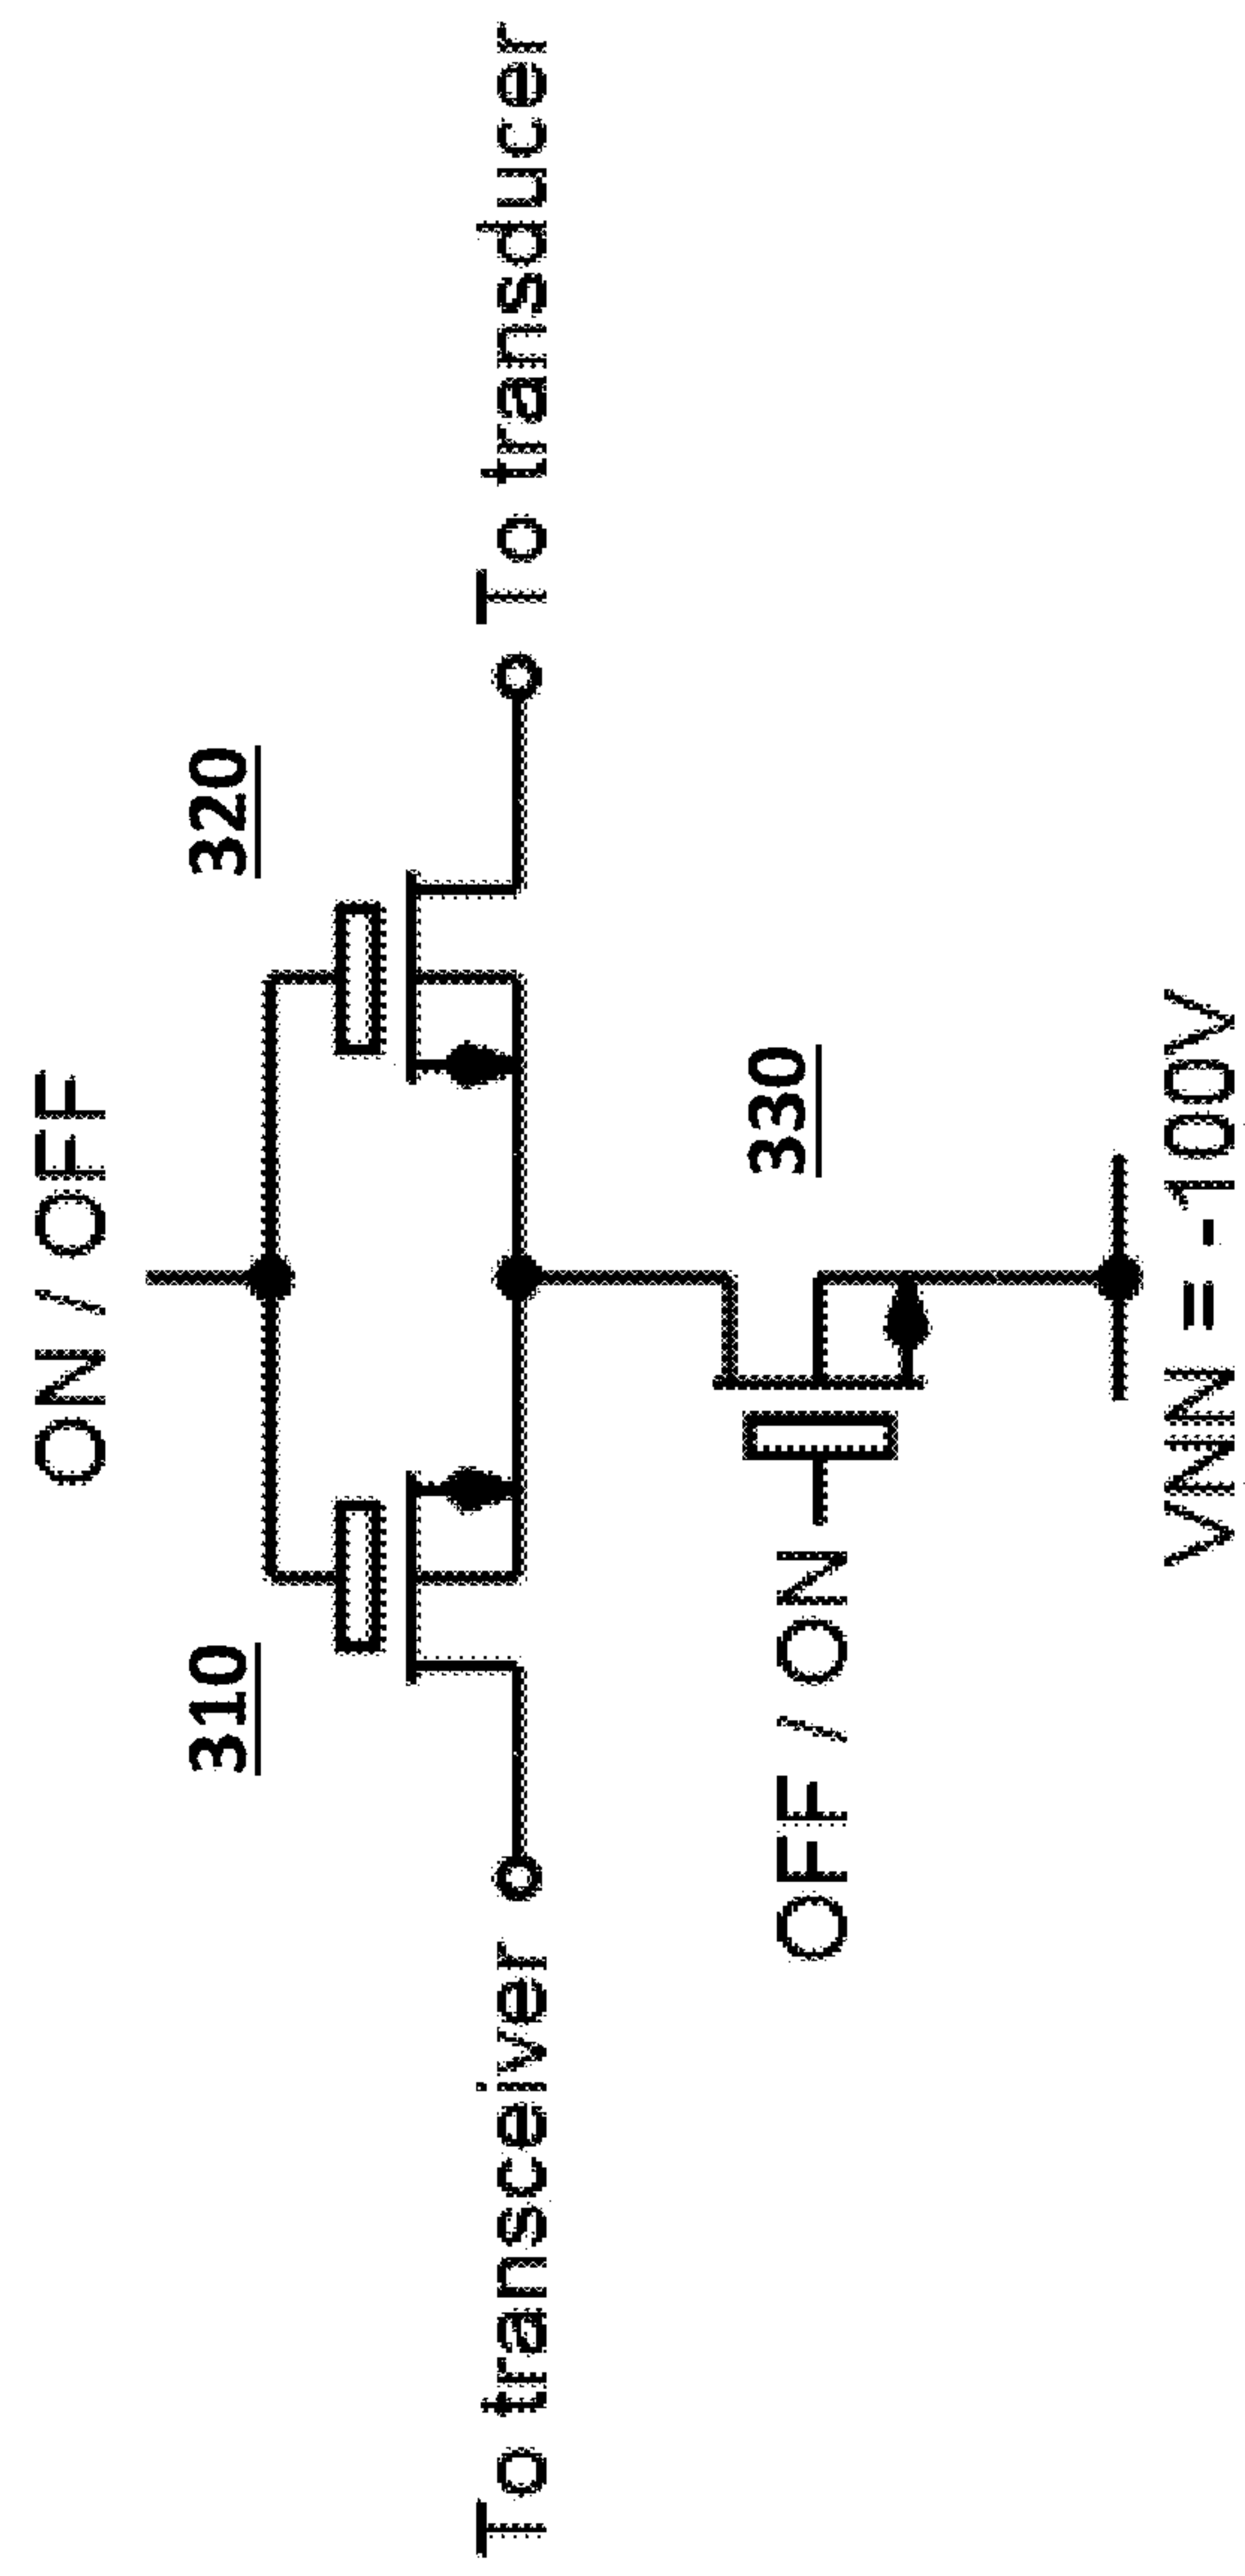 ON / OFF
310
320
To transceiver
To transducer
330
OFF / ON
VNN = -100V